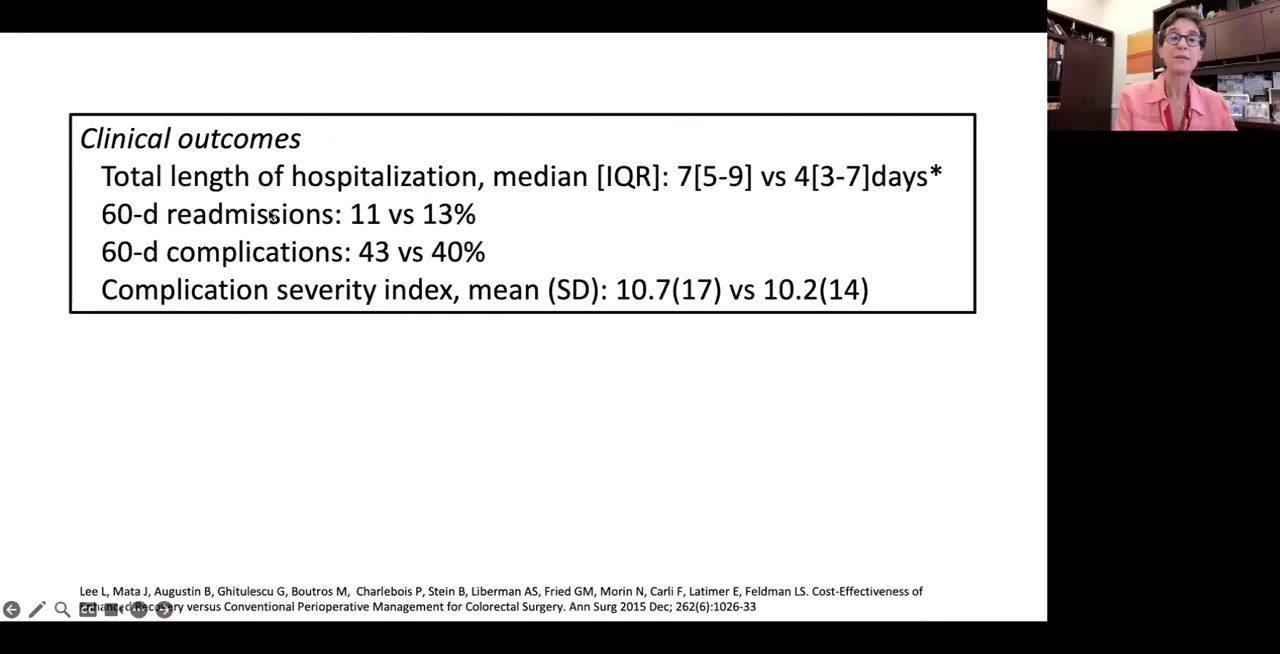 Clinical outcomes
Total length of hospitalization, median [IQR]: 7[5-9] vs 4[3-7]days*
60-d readmissions: 11 vs 13%
60-d complications: 43 vs 40%
Complication severity index, mean (SD): 10.7(17) vs 10.2(14)
Lee L, Mata J, Augustin B, Ghitulescu G, Boutros M, Charlebois P, Stein B, Liberman AS, Fried GM, Morin N, Carli F, Latimer E, Feldman LS. Cost-Effectiveness of
Enhanced Recovery versus Conventional Perioperative Management for Colorectal Surgery. Ann Surg 2015 Dec; 262(6):1026-33